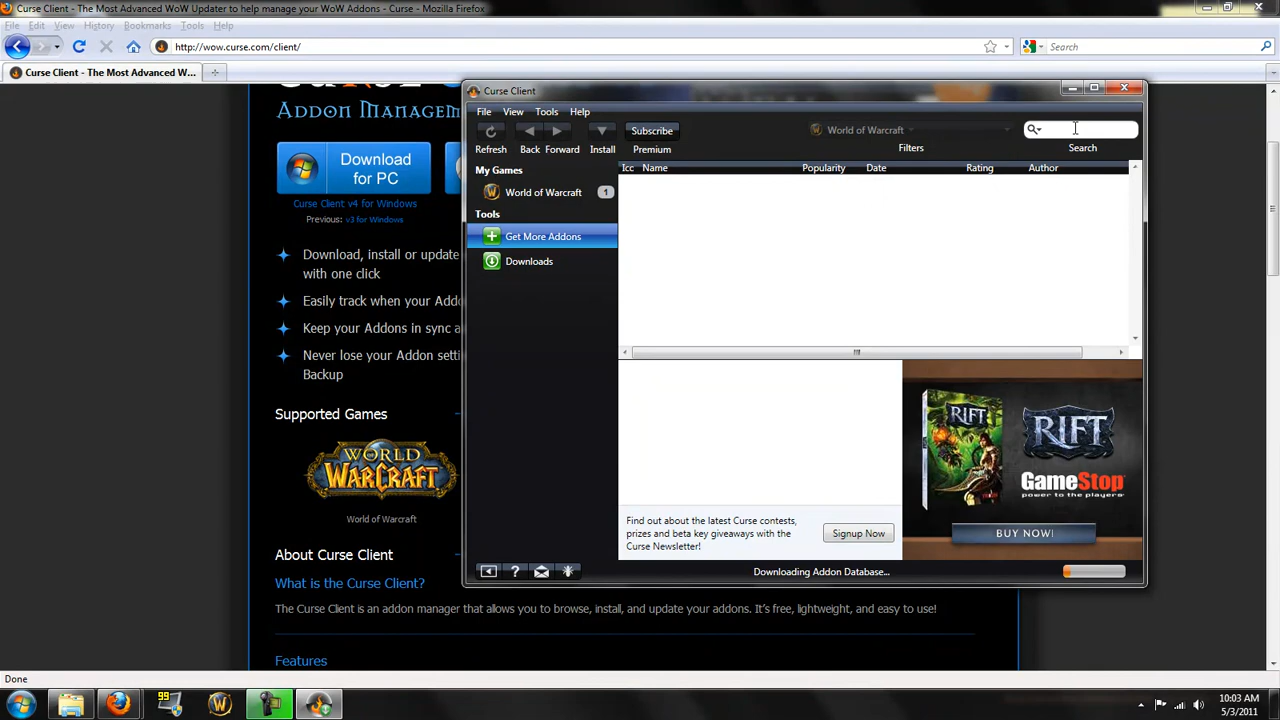 Curse Client - The Most Advanced WoW Updater to help manage your WoW Addons - Curse - Mozilla Firefox
File Edit View History Bookmarks Tools Help
http://wow.curse.com/client/
Search
Curse Client - The Most Advanced W...
ADDON MANAGEM
Download
for PC
Curse Client v4 for Windows
Previous: v3 for Windows
Download, install or update
with one click
Easily track when your Addo
Keep your Addons in sync a
Never lose your Addon setti
Backup
Supported Games
WORLD
OF
WARCRAFT
World of Warcraft
About Curse Client
What is the Curse Client?
The Curse Client is an addon manager that allows you to browse, install, and update your addons. It's free, lightweight, and easy to use!
Features
Done
Curse Client
File View Tools Help
Subscribe
World of Warcraft
Refresh Back Forward Install Premium Filters Search
My Games
World of Warcraft 1
Tools
Get More Addons
Downloads
Icc Name Popularity Date Rating Author
RIFT
RIFT
GameStop
power to the players
BUY NOW!
Find out about the latest Curse contests,
prizes and beta key giveaways with the
Curse Newsletter!
Signup Now
Downloading Addon Database...
99
10:03 AM
5/3/2011